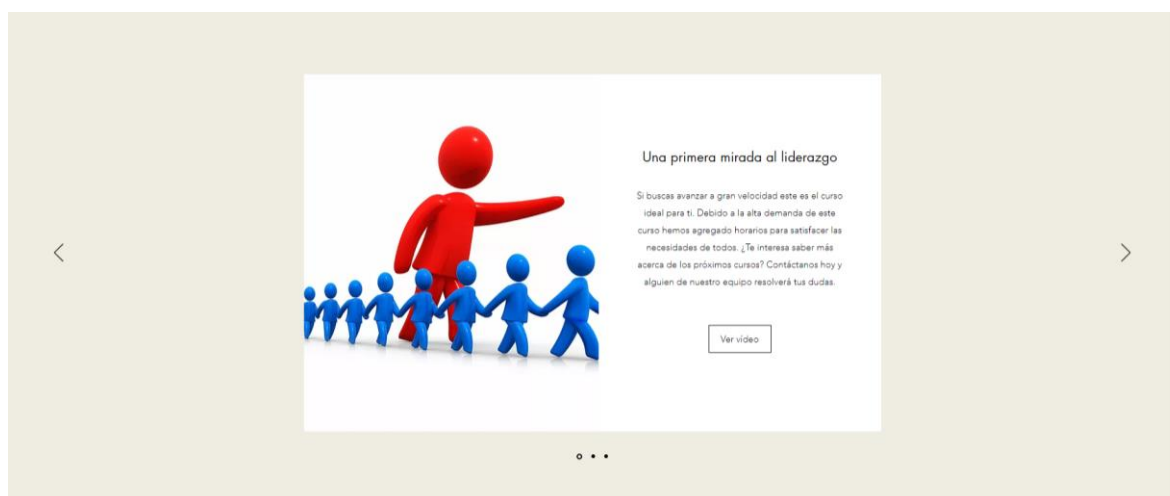 Una primera mirada al liderazgo
Si buscas avanzar a gran velocidad este es el curso
ideal para ti. Debido a la alta demanda de este
curso hemos agregado horarios para satisfacer las
necesidades de todos. ¿Te interesa saber más
acerca de los próximos cursos? Contáctanos hoy y
alguien de nuestro equipo resolverá tus dudas.
Ver video